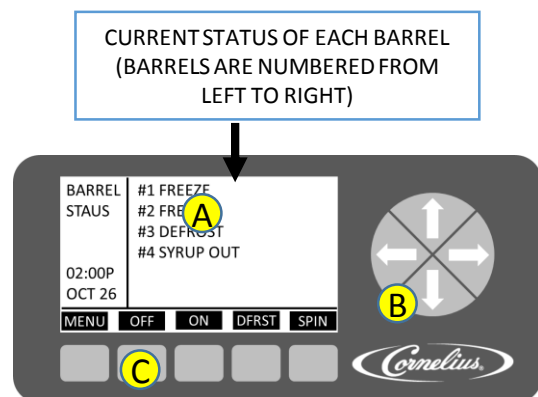 CURRENT STATUS OF EACH BARREL
(BARRELS ARE NUMBERED FROM
LEFT TO RIGHT)
BARREL
STAUS
#1 FREEZE
#2
#3 DEFROST
#4 SYRUP OUT
A
02:00P
OCT 26
MENU OFF ON DFRST SPIN
B
C
Cornelius